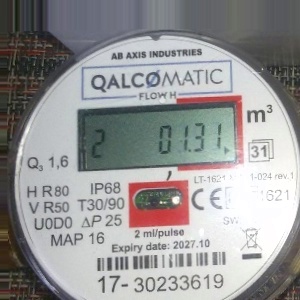 AB AXIS INDUSTRIES
QALCOMATIC
FLOW H
2 01.31
m³
31
Q₃ 1,6
H R80 IP68
V R50 T30/90
U0D0 ΔP 25
MAP 16
CE
2 ml/pulse
Expiry date: 2027.10
17- 30233619